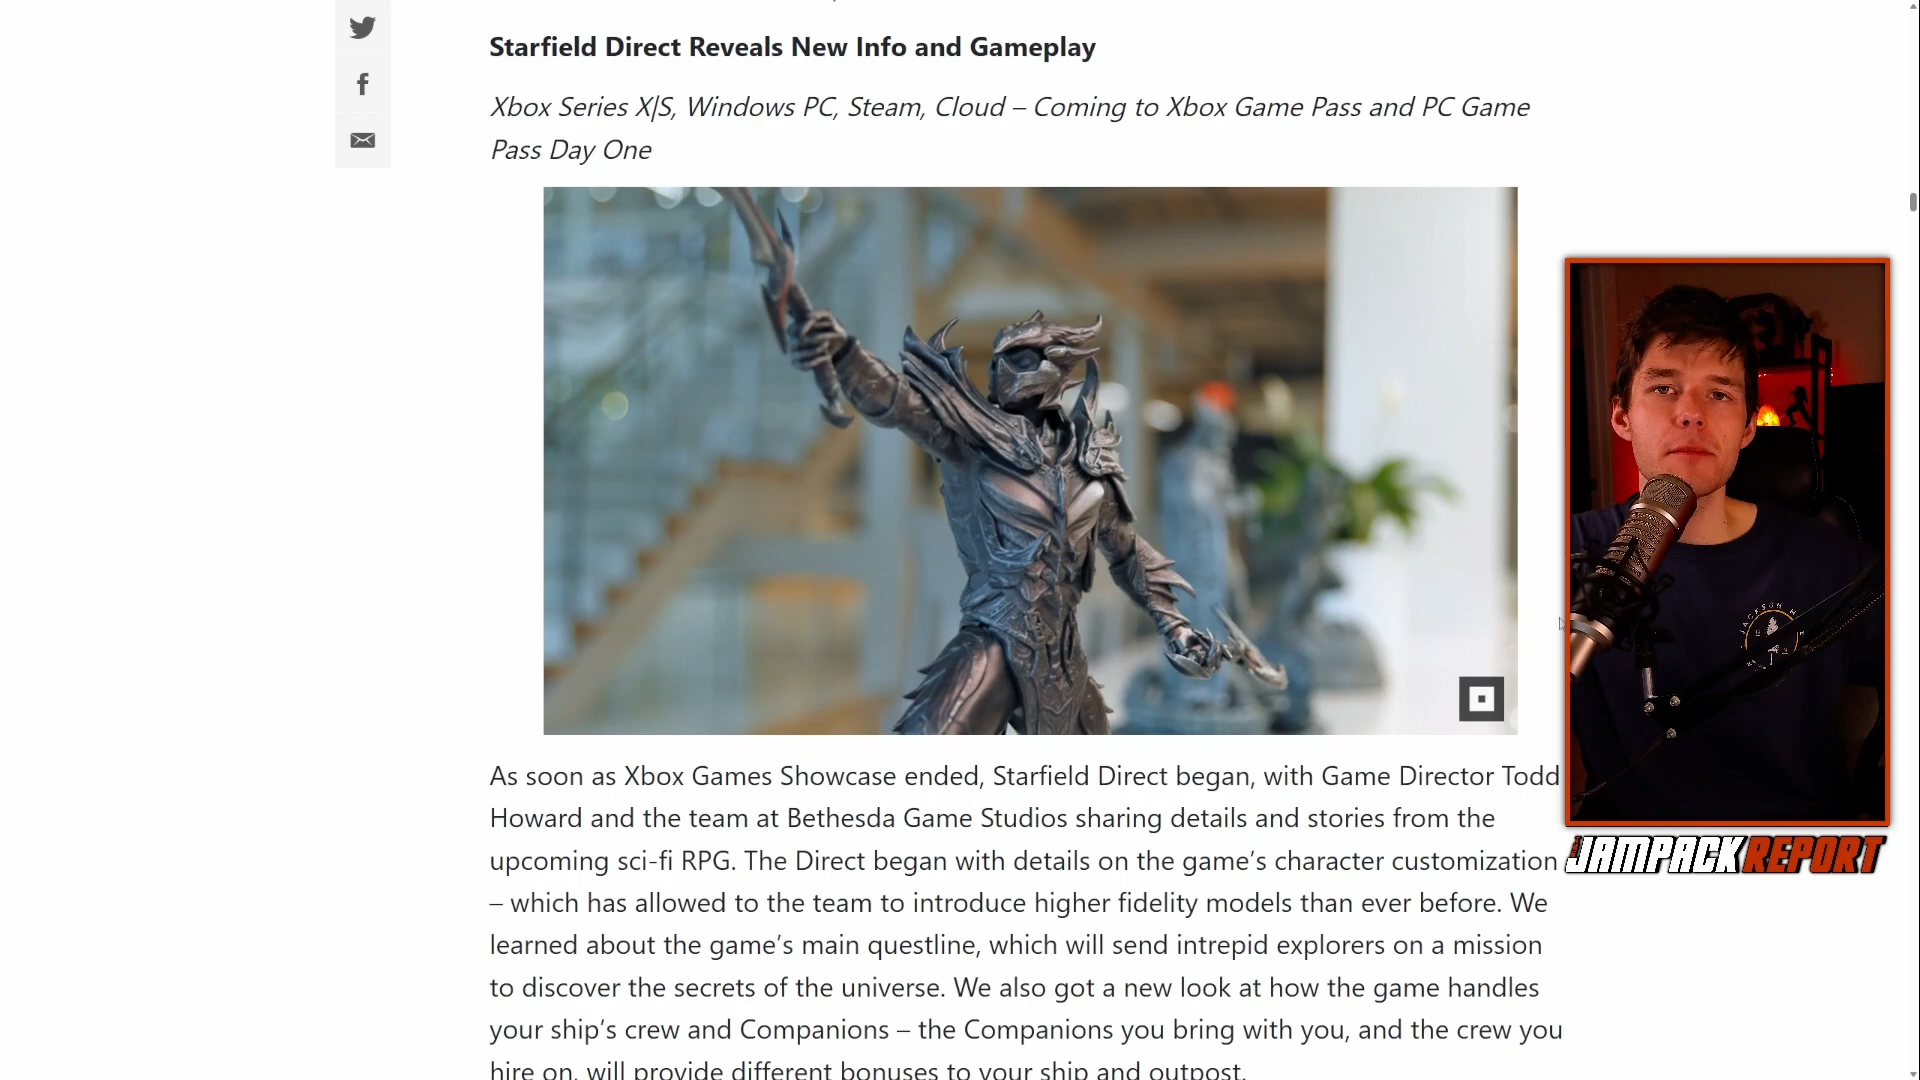 Starfield Direct Reveals New Info and Gameplay
Xbox Series X|S, Windows PC, Steam, Cloud – Coming to Xbox Game Pass and PC Game
Pass Day One
As soon as Xbox Games Showcase ended, Starfield Direct began, with Game Director Todd
Howard and the team at Bethesda Game Studios sharing details and stories from the
upcoming sci-fi RPG. The Direct began with details on the game’s character customization
– which has allowed to the team to introduce higher fidelity models than ever before. We
learned about the game’s main questline, which will send intrepid explorers on a mission
to discover the secrets of the universe. We also got a new look at how the game handles
your ship’s crew and Companions – the Companions you bring with you, and the crew you
hire on, will provide different bonuses to your ship and outpost.
JACKSON H
JAMPACK REPORT